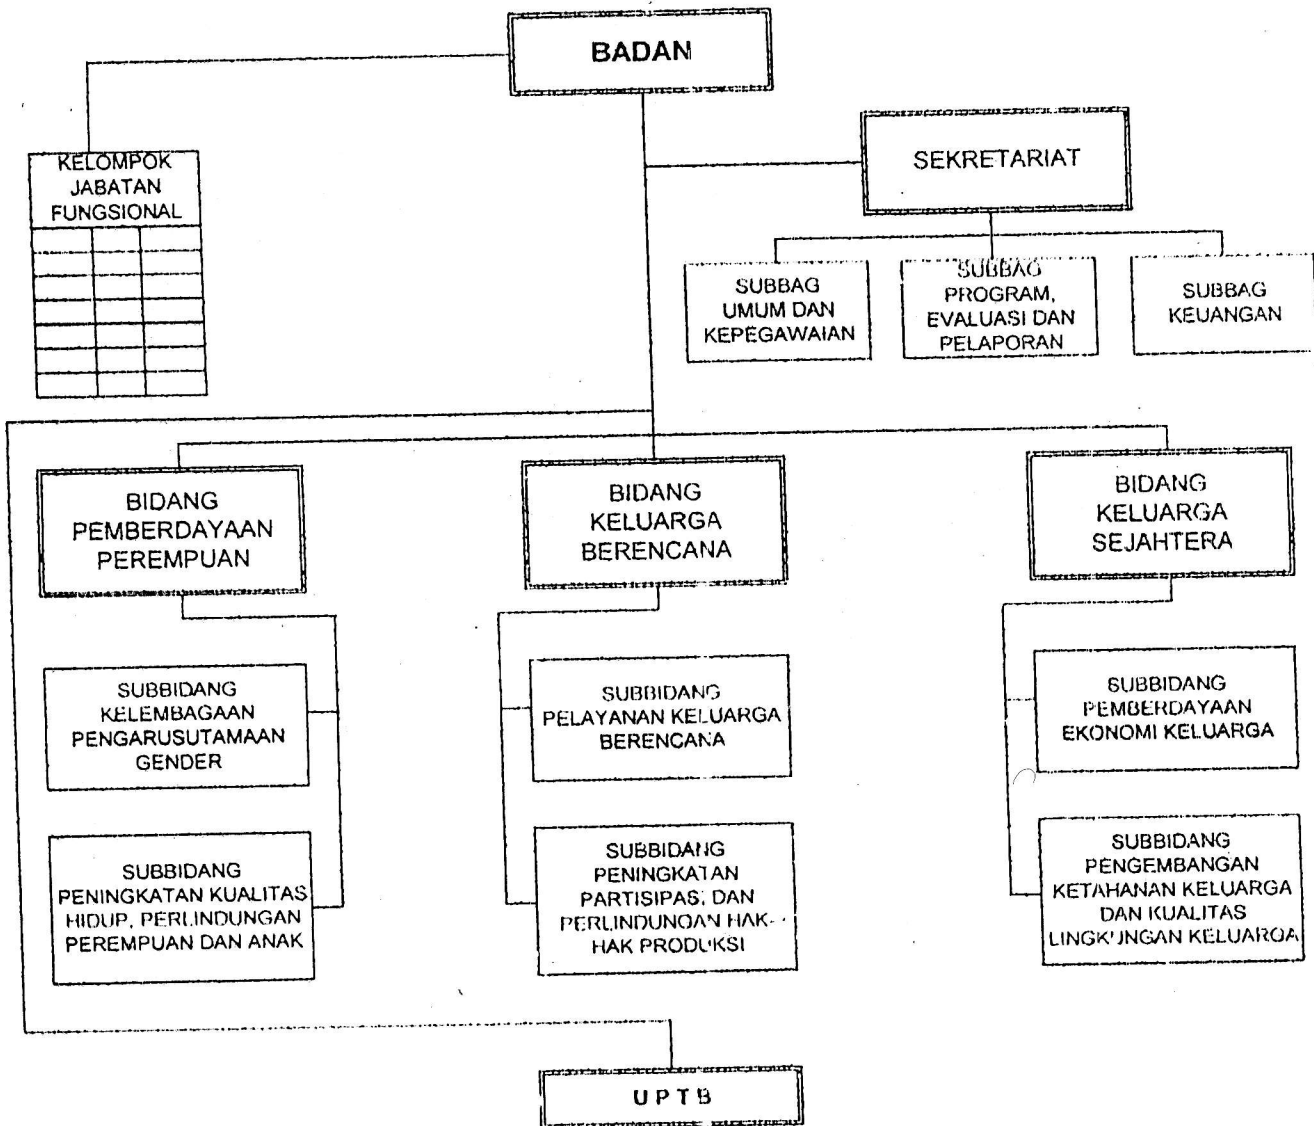 BADAN
KELOMPOK
JABATAN
FUNGSIONAL
SEKRETARIAT
SUBBAG
UMUM DAN
KEPEGAWAIAN
SUBBAG
PROGRAM,
EVALUASI DAN
PELAPORAN
SUBBAG
KEUANGAN
BIDANG
PEMBERDAYAAN
PEREMPUAN
BIDANG
KELUARGA
BERENCANA
BIDANG
KELUARGA
SEJAHTERA
SUBBIDANG
KELEMBAGAAN
PENGARUSUTAMAAN
GENDER
SUBBIDANG
PELAYANAN KELUARGA
BERENCANA
SUBBIDANG
PEMBERDAYAAN
EKONOMI KELUARGA
SUBBIDANG
PENINGKATAN KUALITAS
HIDUP, PERLINDUNGAN
PEREMPUAN DAN ANAK
SUBBIDANG
PENINGKATAN
PARTISIPASI DAN
PERLINDUNGAN HAK-
HAK PRODUKSI
SUBBIDANG
PENGEMBANGAN
KETAHANAN KELUARGA
DAN KUALITAS
LINGKUNGAN KELUARGA
U P T B